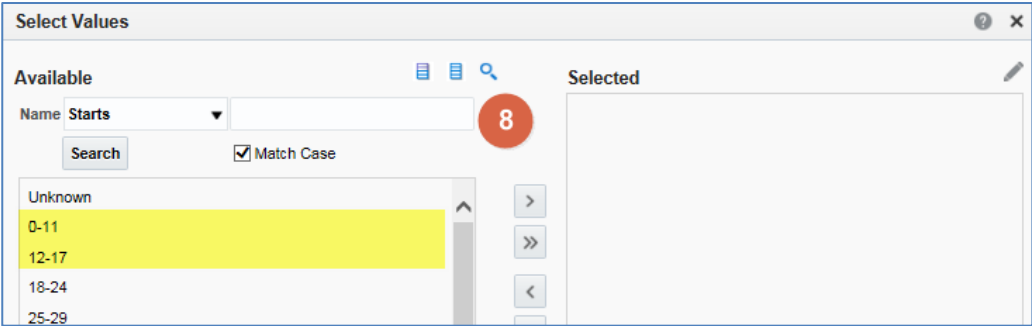 Select Values
Available
Selected
Name Starts
8
Search Match Case
Unknown
0-11
12-17
18-24
25-29